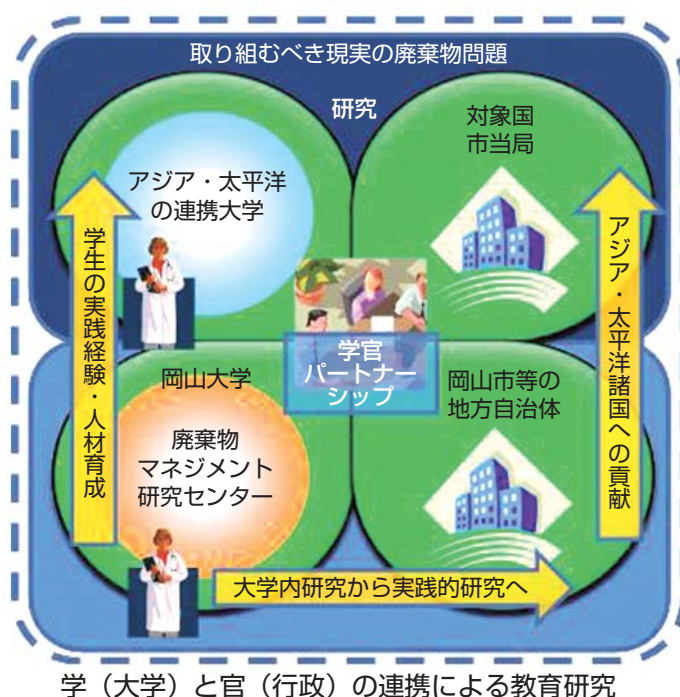 取り組むべき現実の廃棄物問題
研究
対象国
市当局
アジア・太平洋
の連携大学
学生の実践経験・人材育成
アジア・太平洋諸国への貢献
学官
パートナー
シップ
岡山大学
廃棄物
マネジメント
研究センター
岡山市等の
地方自治体
大学内研究から実践的研究へ
学（大学）と官（行政）の連携による教育研究